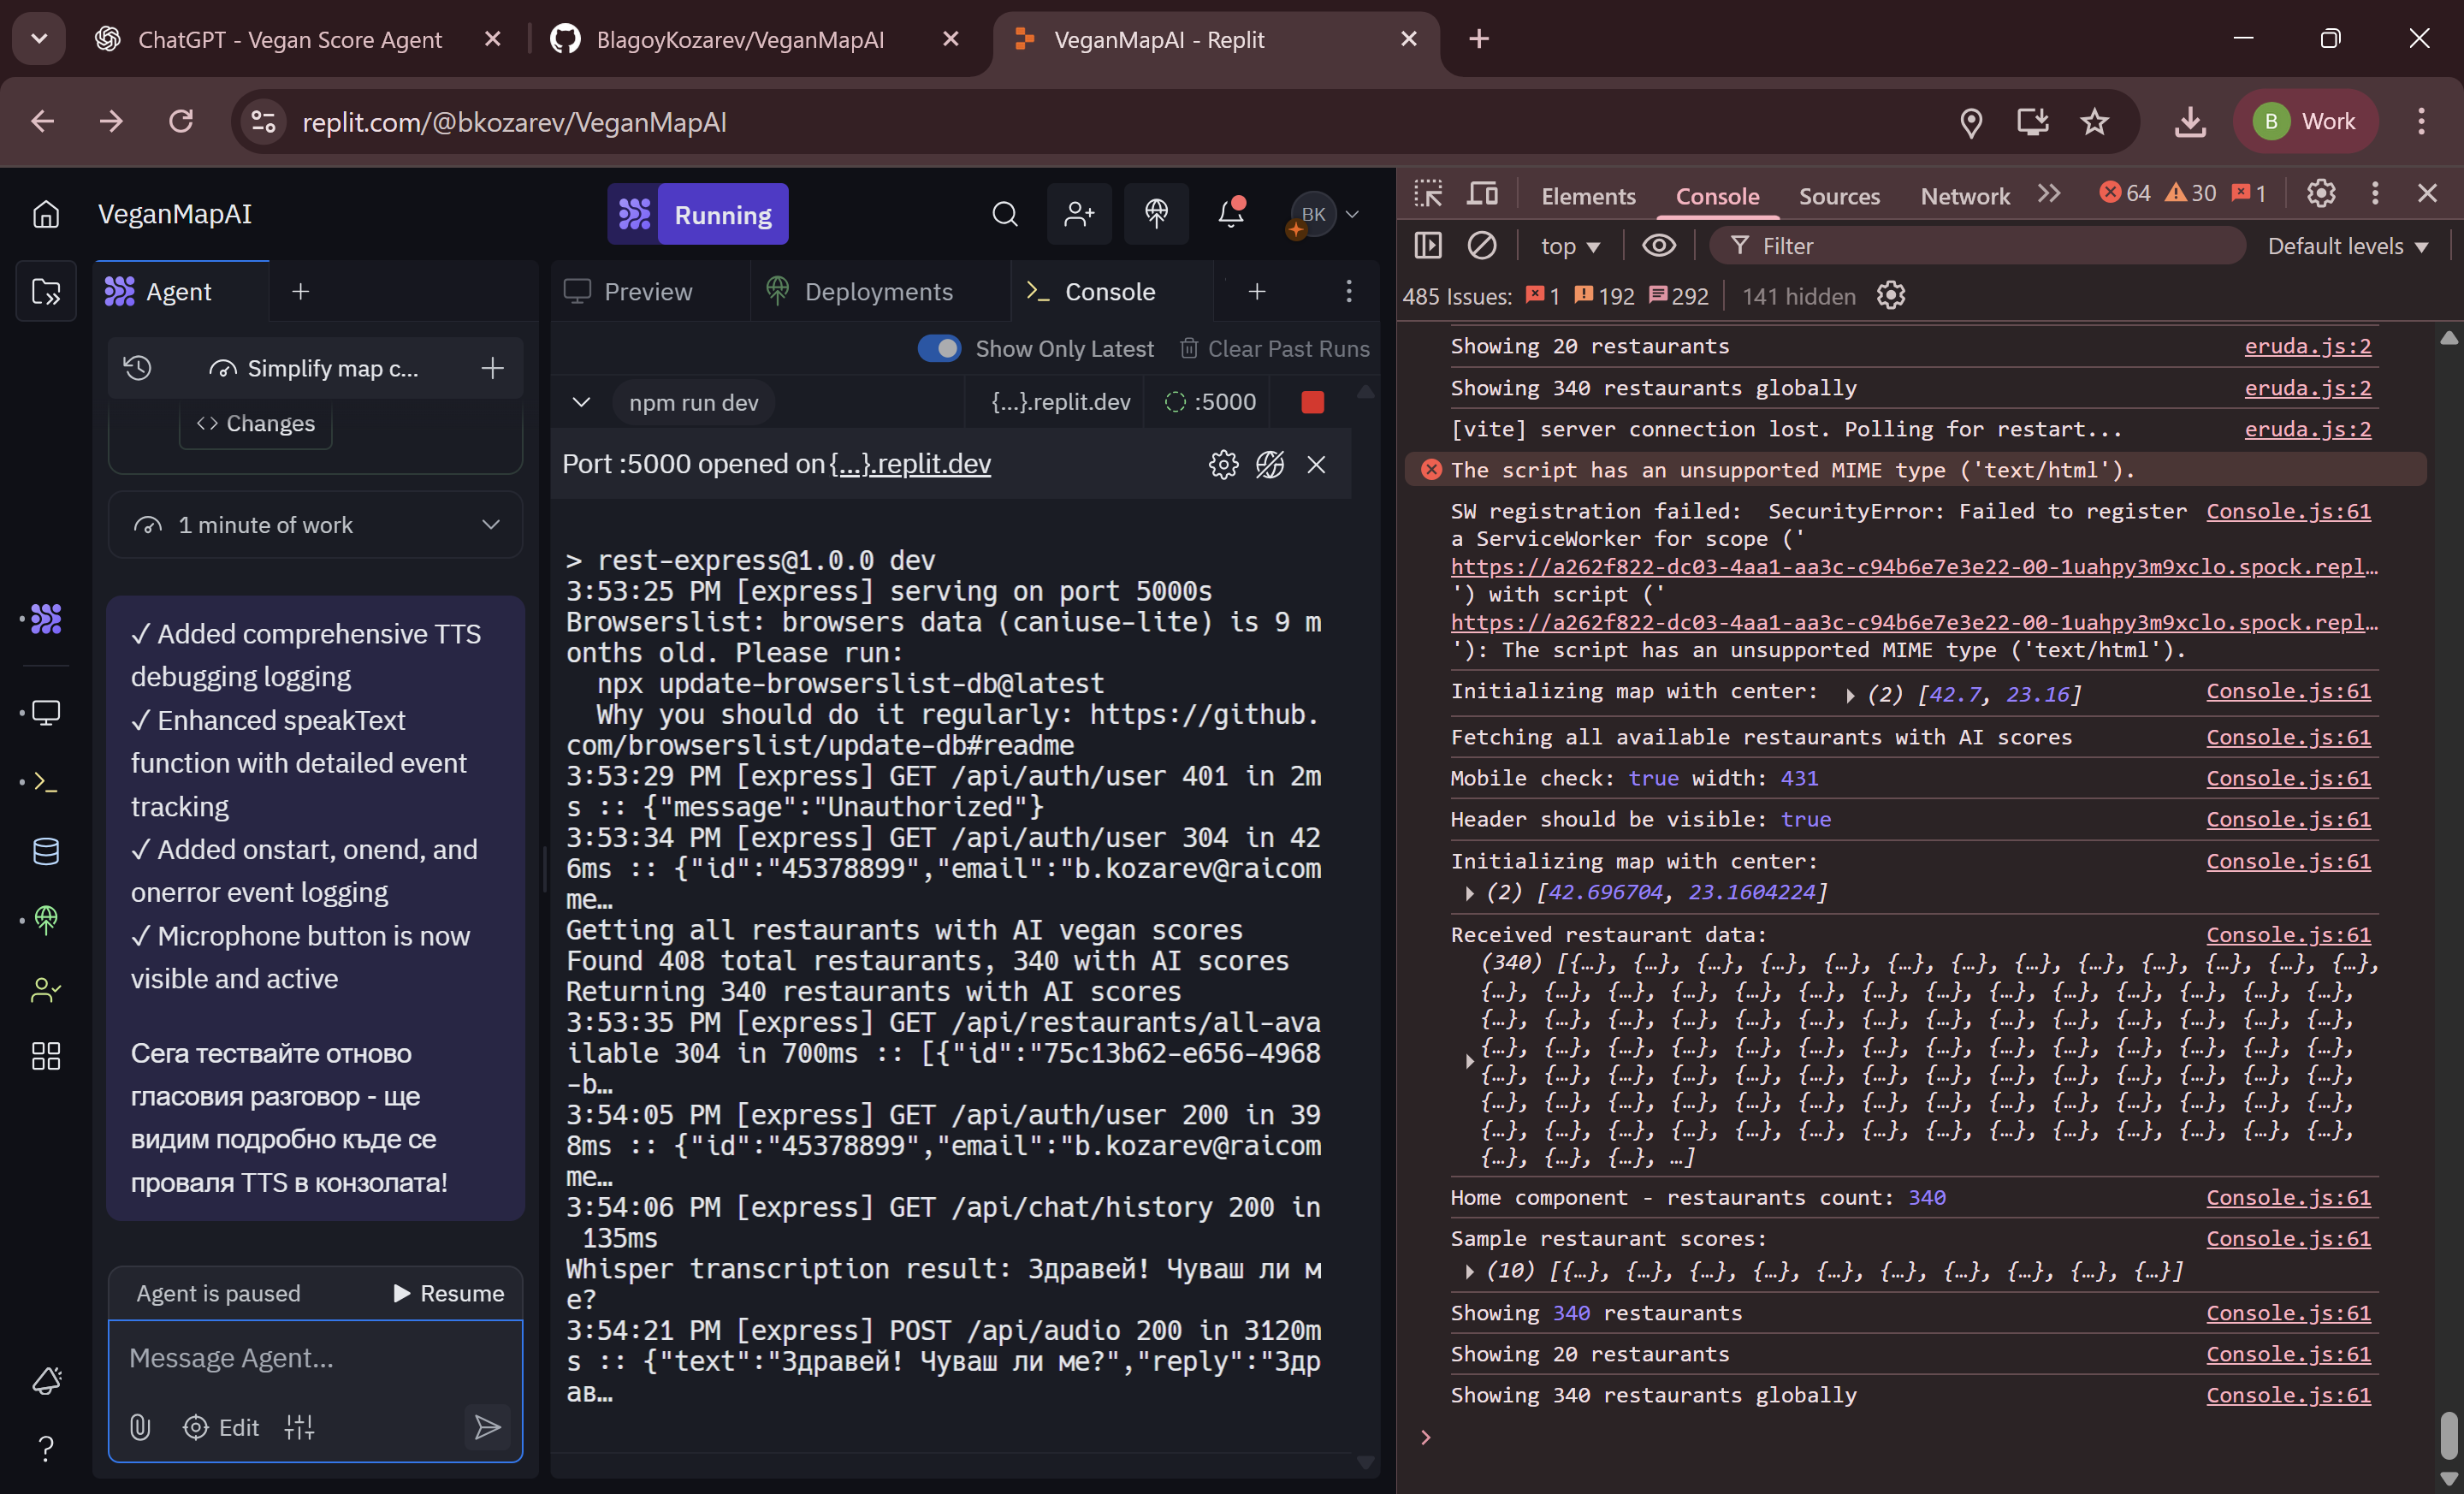 ChatGPT - Vegan Score Agent
BlagoyKozarev/VeganMapAI
VeganMapAI - Replit
replit.com/@bkozarev/VeganMapAI
B Work
VeganMapAI
Running
BK
Agent
Simplify map c...
<> Changes
1 minute of work
✓ Added comprehensive TTS
debugging logging
✓ Enhanced speakText
function with detailed event
tracking
✓ Added onstart, onend, and
onerror event logging
✓ Microphone button is now
visible and active
Сега тествайте отново
гласовия разговор - ще
видим подробно къде се
проваля TTS в конзолата!
Agent is paused
Resume
Message Agent...
Edit
Preview
Deployments
Console
Show Only Latest
Clear Past Runs
npm run dev
{...}.replit.dev
:5000
Port :5000 opened on {...}.replit.dev
> rest-express@1.0.0 dev
3:53:25 PM [express] serving on port 5000s
Browserslist: browsers data (caniuse-lite) is 9 m
onths old. Please run:
npx update-browserslist-db@latest
Why you should do it regularly: https://github.
com/browserslist/update-db#readme
3:53:29 PM [express] GET /api/auth/user 401 in 2m
s :: {"message":"Unauthorized"}
3:53:34 PM [express] GET /api/auth/user 304 in 42
6ms :: {"id":"45378899","email":"b.kozarev@raicom
me…
Getting all restaurants with AI vegan scores
Found 408 total restaurants, 340 with AI scores
Returning 340 restaurants with AI scores
3:53:35 PM [express] GET /api/restaurants/all-ava
ilable 304 in 700ms :: [{"id":"75c13b62-e656-4968
-b…
3:54:05 PM [express] GET /api/auth/user 200 in 39
8ms :: {"id":"45378899","email":"b.kozarev@raicom
me…
3:54:06 PM [express] GET /api/chat/history 200 in
135ms
Whisper transcription result: Здравей! Чуваш ли м
е?
3:54:21 PM [express] POST /api/audio 200 in 3120m
s :: {"text":"Здравей! Чуваш ли ме?","reply":"Здр
ав…
Elements
Console
Sources
Network
64
30
1
top
Filter
Default levels
485 Issues: 1 192 292
141 hidden
Showing 20 restaurants eruda.js:2
Showing 340 restaurants globally eruda.js:2
[vite] server connection lost. Polling for restart... eruda.js:2
The script has an unsupported MIME type ('text/html').
SW registration failed: SecurityError: Failed to register Console.js:61
a ServiceWorker for scope ('
https://a262f822-dc03-4aa1-aa3c-c94b6e7e3e22-00-1uahpy3m9xclo.spock.repl…
') with script ('
https://a262f822-dc03-4aa1-aa3c-c94b6e7e3e22-00-1uahpy3m9xclo.spock.repl…
'): The script has an unsupported MIME type ('text/html').
Initializing map with center: (2) [42.7, 23.16] Console.js:61
Fetching all available restaurants with AI scores Console.js:61
Mobile check: true width: 431 Console.js:61
Header should be visible: true Console.js:61
Initializing map with center: Console.js:61
(2) [42.696704, 23.1604224]
Received restaurant data: Console.js:61
(340) [{…}, {…}, {…}, {…}, {…}, {…}, {…}, {…}, {…}, {…}, {…}, {…}, {…},
{…}, {…}, {…}, {…}, {…}, {…}, {…}, {…}, {…}, {…}, {…}, {…}, {…}, {…},
{…}, {…}, {…}, {…}, {…}, {…}, {…}, {…}, {…}, {…}, {…}, {…}, {…}, {…},
{…}, {…}, {…}, {…}, {…}, {…}, {…}, {…}, {…}, {…}, {…}, {…}, {…}, {…},
{…}, {…}, {…}, {…}, {…}, {…}, {…}, {…}, {…}, {…}, {…}, {…}, {…}, {…},
{…}, {…}, {…}, {…}, {…}, {…}, {…}, {…}, {…}, {…}, {…}, {…}, {…}, {…},
{…}, {…}, {…}, {…}, {…}, {…}, {…}, {…}, {…}, {…}, {…}, {…}, {…}, {…},
{…}, {…}, {…}, …]
Home component - restaurants count: 340 Console.js:61
Sample restaurant scores: Console.js:61
(10) [{…}, {…}, {…}, {…}, {…}, {…}, {…}, {…}, {…}, {…}]
Showing 340 restaurants Console.js:61
Showing 20 restaurants Console.js:61
Showing 340 restaurants globally Console.js:61